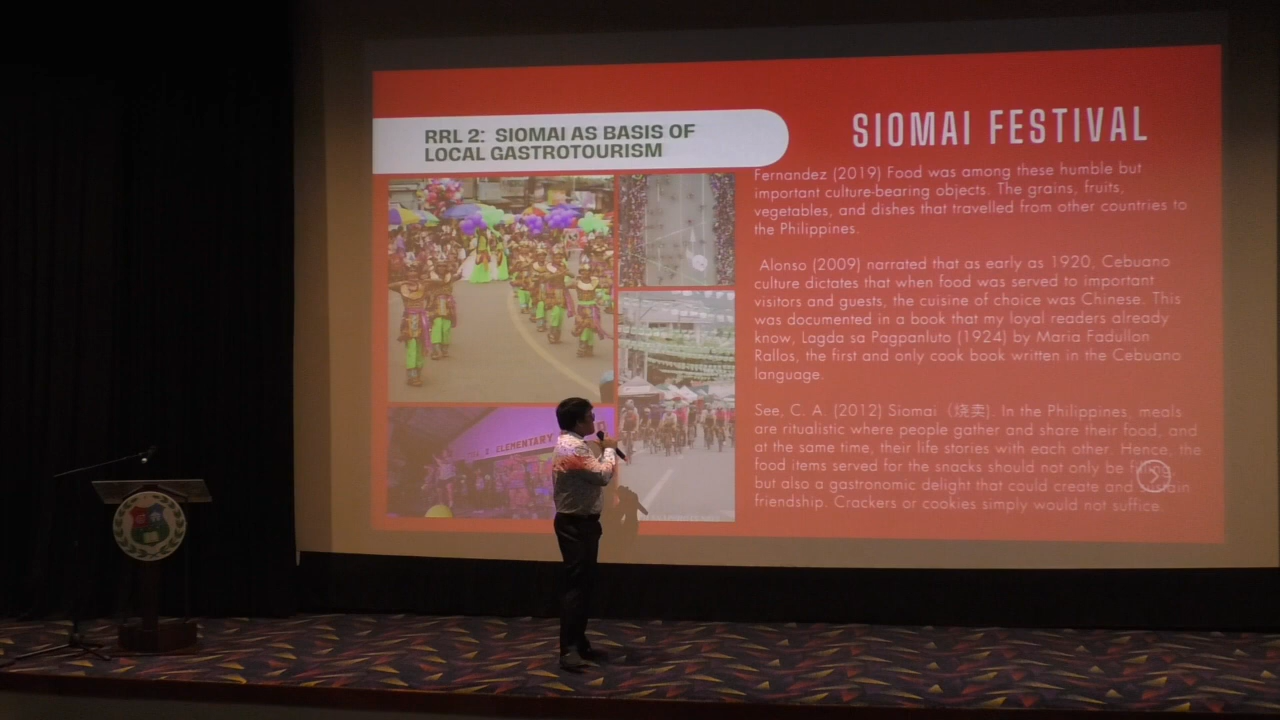 RRL 2: SIOMAI AS BASIS OF
LOCAL GASTROTOURISM
SIOMAI FESTIVAL
Fernandez (2019) Food was among these humble but
important culture-bearing objects. The grains, fruits,
vegetables, and dishes that travelled from other countries to
the Philippines.
Alonso (2009) narrated that as early as 1920, Cebuano
culture dictates that when food was served to important
visitors and guests, the cuisine of choice was Chinese. This
was documented in a book that my loyal readers already
know, Lagda sa Pagpanluto (1924) by Maria Fadullon
Rallos, the first and only cook book written in the Cebuano
language.
See, C. A. (2012) Siomai (烧卖). In the Philippines, meals
are ritualistic where people gather and share their food, and
at the same time, their life stories with each other. Hence, the
food items served for the snacks should not only be
but also a gastronomic delight that could create and sustain
friendship. Crackers or cookies simply would not suffice.
ELEMENTARY